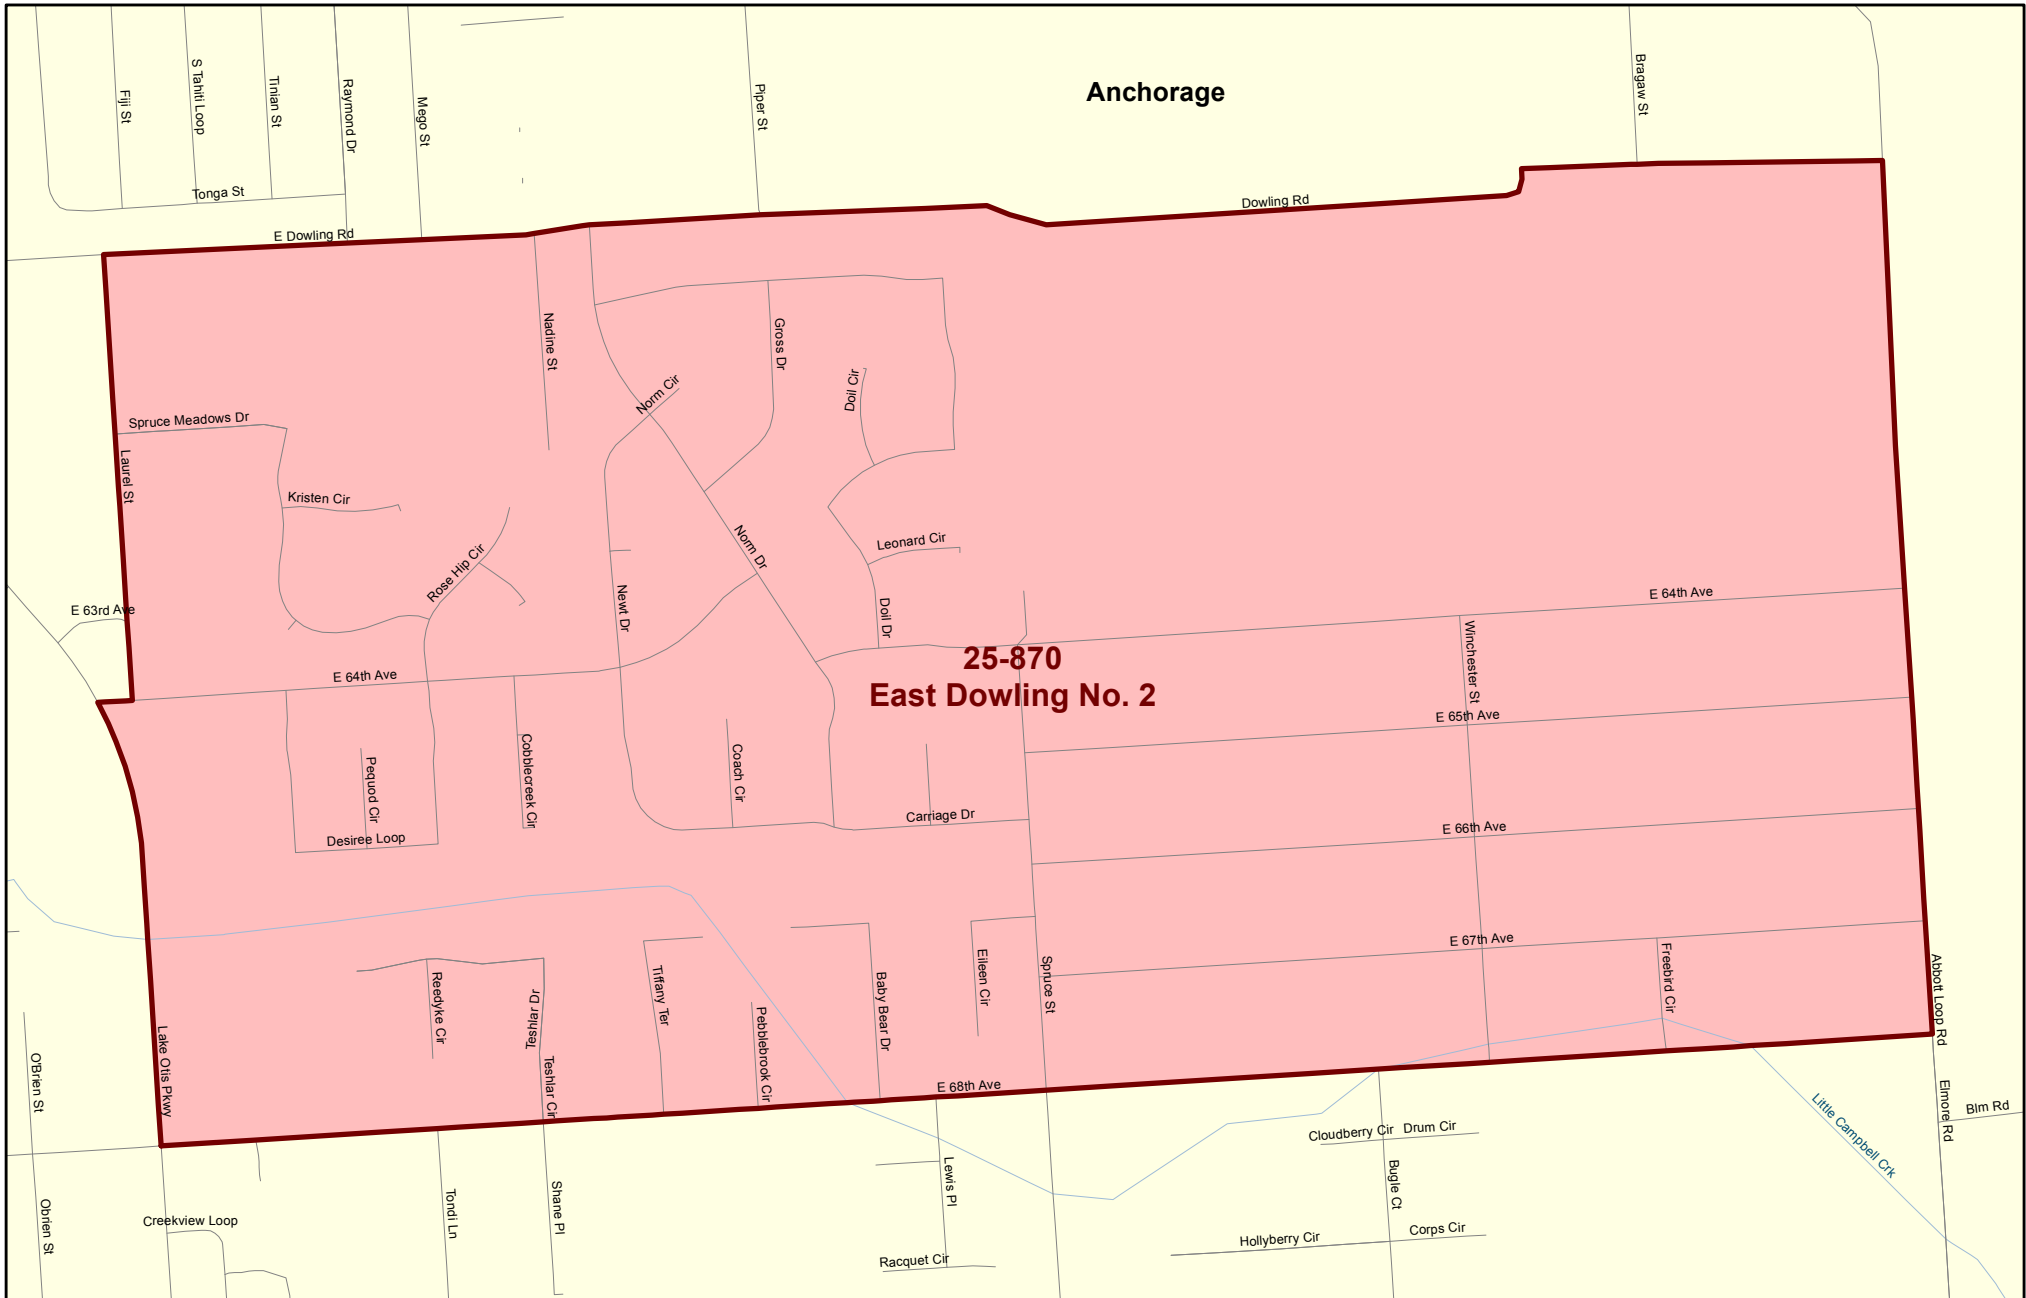 Anchorage
Fiji St
S Tahiti Loop
Tinian St
Raymond Dr
Mego St
Piper St
Bragaw St
Tonga St
E Dowling Rd
Dowling Rd
Nadine St
Gross Dr
Norm Cir
Doil Cir
Spruce Meadows Dr
Laurel St
Kristen Cir
Rose Hip Cir
Norm Dr
Leonard Cir
Newt Dr
Doil Dr
E 63rd Ave
E 64th Ave
E 64th Ave
Winchester St
25-870
East Dowling No. 2
E 65th Ave
Pequod Cir
Cobblecreek Cir
Coach Cir
Carriage Dr
Desiree Loop
E 66th Ave
E 67th Ave
Reedyke Cir
Teshlar Dr
Teshlar Cir
Tiffany Ter
Pebblebrook Cir
Baby Bear Dr
Eileen Cir
Spruce St
Freebird Cir
Abbott Loop Rd
Lake Otis Pkwy
E 68th Ave
O'Brien St
Elmore Rd
Blm Rd
Little Campbell Crk
Cloudberry Cir
Drum Cir
Bugle Ct
Lewis Pl
Shane Pl
Tondi Ln
Obrien St
Creekview Loop
Racquet Cir
Hollyberry Cir
Corps Cir